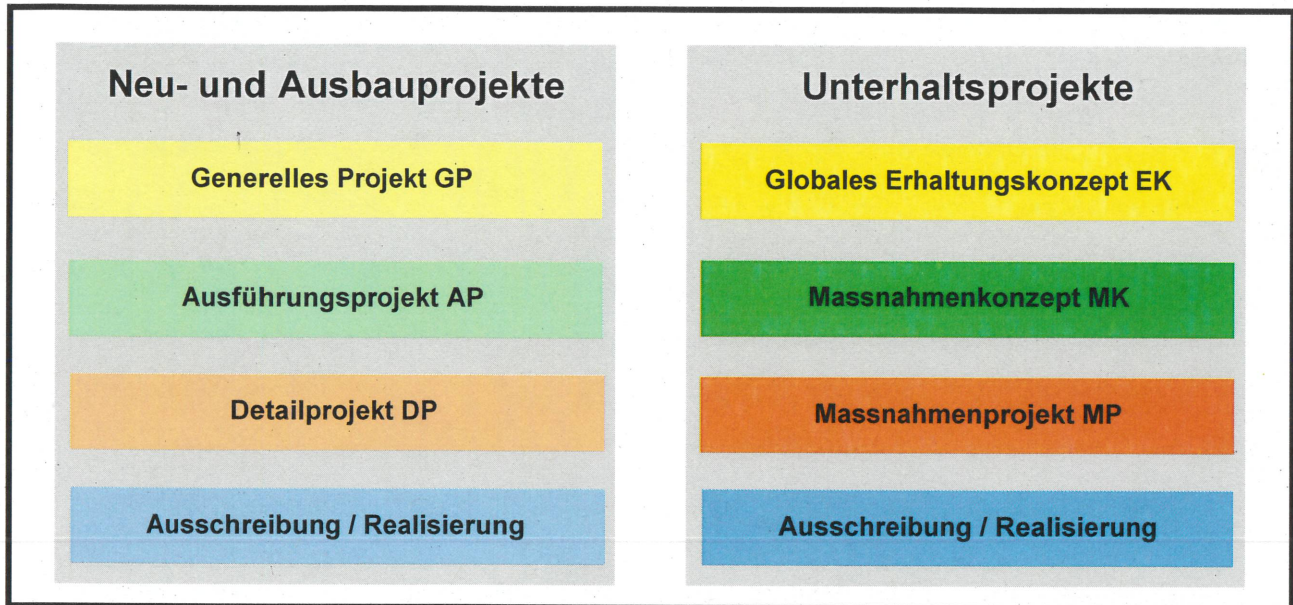 Neu- und Ausbauprojekte
Generelles Projekt GP
Ausführungsprojekt AP
Detailprojekt DP
Ausschreibung / Realisierung
Unterhaltsprojekte
Globales Erhaltungskonzept EK
Massnahmenkonzept MK
Massnahmenprojekt MP
Ausschreibung / Realisierung